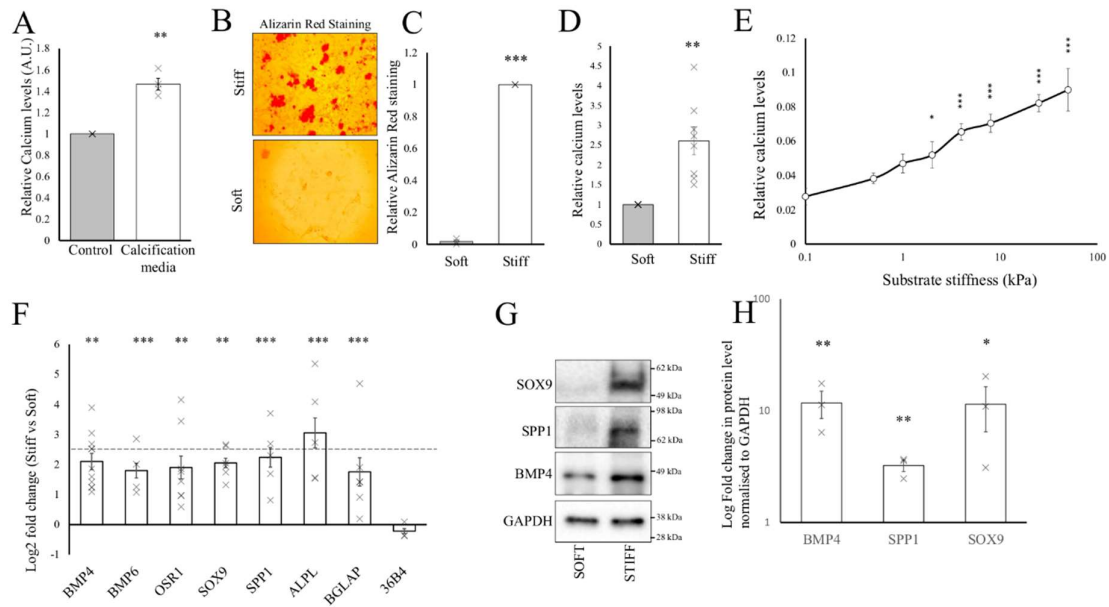 A
Relative Calcium levels (A.U.)
1.8
1.6
1.4
1.2
1
0.8
0.6
0.4
0.2
0
**
Control
Calcification
media
B
Alizarin Red Staining
Stiff
Soft
C
Relative Alizarin Red staining
1.2
1
0.8
0.6
0.4
0.2
0
***
Soft
Stiff
D
Relative calcium levels
5
4.5
4
3.5
3
2.5
2
1.5
1
0.5
0
**
Soft
Stiff
E
Relative calcium levels
0.12
0.08
0.04
0
*
***
***
***
***
0.1
1
10
100
Substrate stiffness (kPa)
F
Log2 fold change (Stiff vs Soft)
6
5
4
3
2
1
0
-1
**
***
**
**
***
***
***
BMP4
BMP6
OSR1
SOX9
SPP1
ALPL
BGLAP
36B4
G
SOX9
62 kDa
49 kDa
SPP1
98 kDa
62 kDa
BMP4
49 kDa
GAPDH
38 kDa
28 kDa
SOFT
STIFF
H
Log Fold change in protein level
normalised to GAPDH
100
10
1
**
**
*
BMP4
SPP1
SOX9